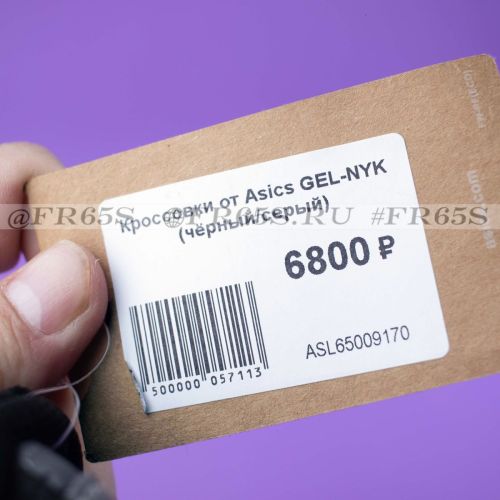 Кроссовки от Asics GEL-NYK
(чёрный/серый)
@FR65S @FR65S.RU #FR65S
6800 ₽
ASL65009170
500000 057113